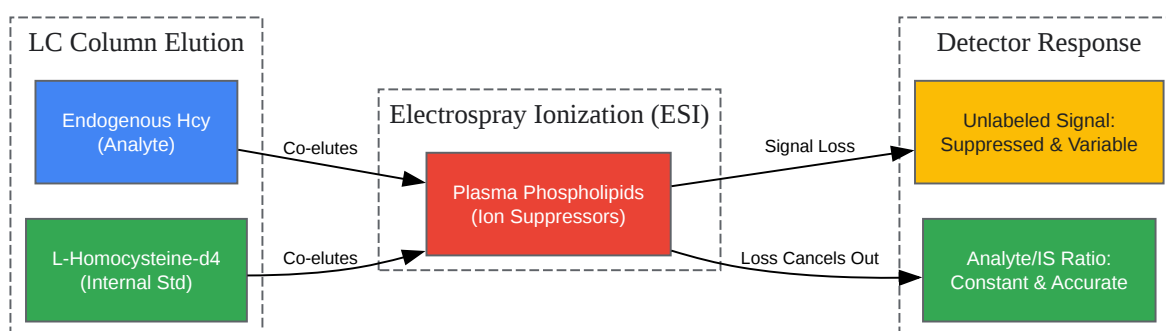 LC Column Elution
Endogenous Hcy
(Analyte)
L-Homocysteine-d4
(Internal Std)
Co-elutes
Co-elutes
Electrospray Ionization (ESI)
Plasma Phospholipids
(Ion Suppressors)
Signal Loss
Loss Cancels Out
Detector Response
Unlabeled Signal:
Suppressed & Variable
Analyte/IS Ratio:
Constant & Accurate